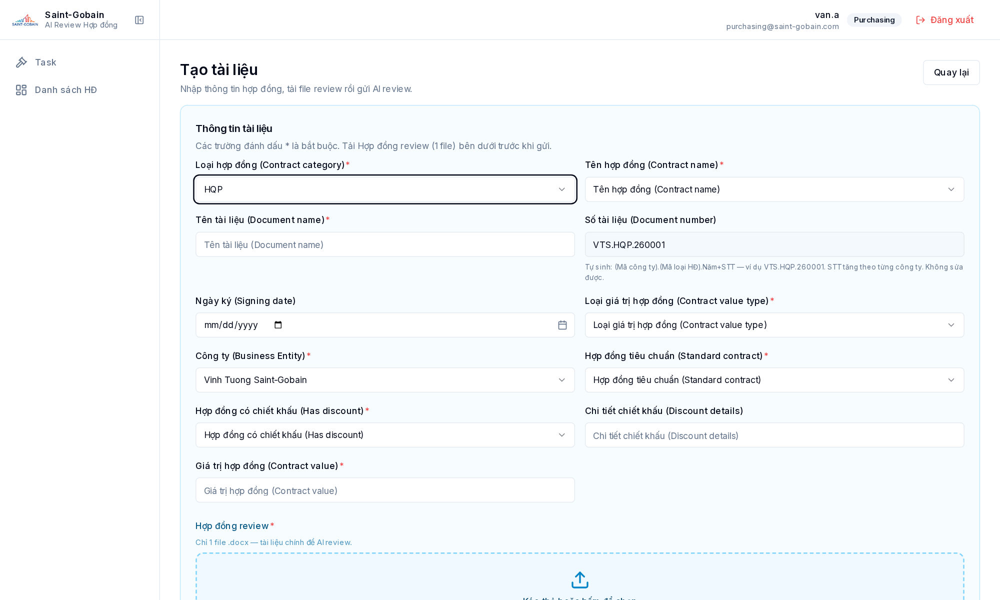 SAINT-GOBAIN
Saint-Gobain
AI Review Hợp đồng
van.a
purchasing@saint-gobain.com
Purchasing
Đăng xuất
Task
Danh sách HĐ
Tạo tài liệu
Nhập thông tin hợp đồng, tải file review rồi gửi AI review.
Quay lại
Thông tin tài liệu
Các trường đánh dấu * là bắt buộc. Tải Hợp đồng review (1 file) bên dưới trước khi gửi.
Loại hợp đồng (Contract category)*
HQP
Tên hợp đồng (Contract name)*
Tên hợp đồng (Contract name)
Tên tài liệu (Document name)*
Tên tài liệu (Document name)
Số tài liệu (Document number)
VTS.HQP.260001
Tự sinh: (Mã công ty).(Mã loại HĐ).Năm+STT — ví dụ VTS.HQP.260001. STT tăng theo từng công ty. Không sửa
được.
Ngày ký (Signing date)
mm/dd/yyyy
Loại giá trị hợp đồng (Contract value type)*
Loại giá trị hợp đồng (Contract value type)
Công ty (Business Entity)*
Vinh Tuong Saint-Gobain
Hợp đồng tiêu chuẩn (Standard contract)*
Hợp đồng tiêu chuẩn (Standard contract)
Hợp đồng có chiết khấu (Has discount)*
Hợp đồng có chiết khấu (Has discount)
Chi tiết chiết khấu (Discount details)
Chi tiết chiết khấu (Discount details)
Giá trị hợp đồng (Contract value)*
Giá trị hợp đồng (Contract value)
Hợp đồng review*
Chỉ 1 file .docx — tài liệu chính để AI review.
Kéo thả hoặc bấm để chọn